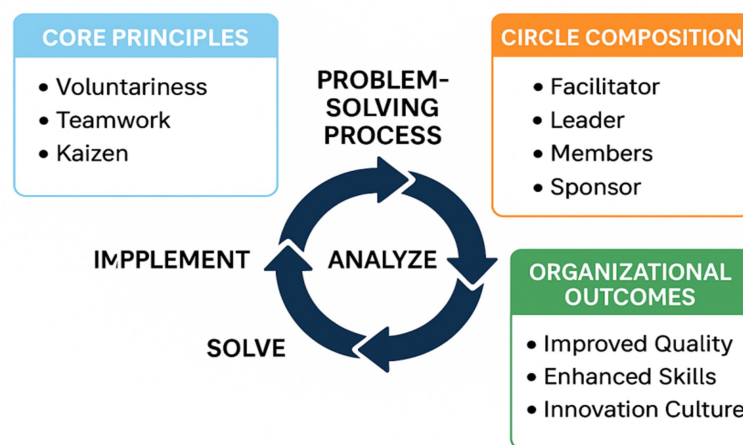 CORE PRINCIPLES
• Voluntariness
• Teamwork
• Kaizen
PROBLEM-
SOLVING
PROCESS
CIRCLE COMPOSITION
• Facilitator
• Leader
• Members
• Sponsor
IMPPLEMENT
ANALYZE
SOLVE
ORGANIZATIONAL
OUTCOMES
• Improved Quality
• Enhanced Skills
• Innovation Culture